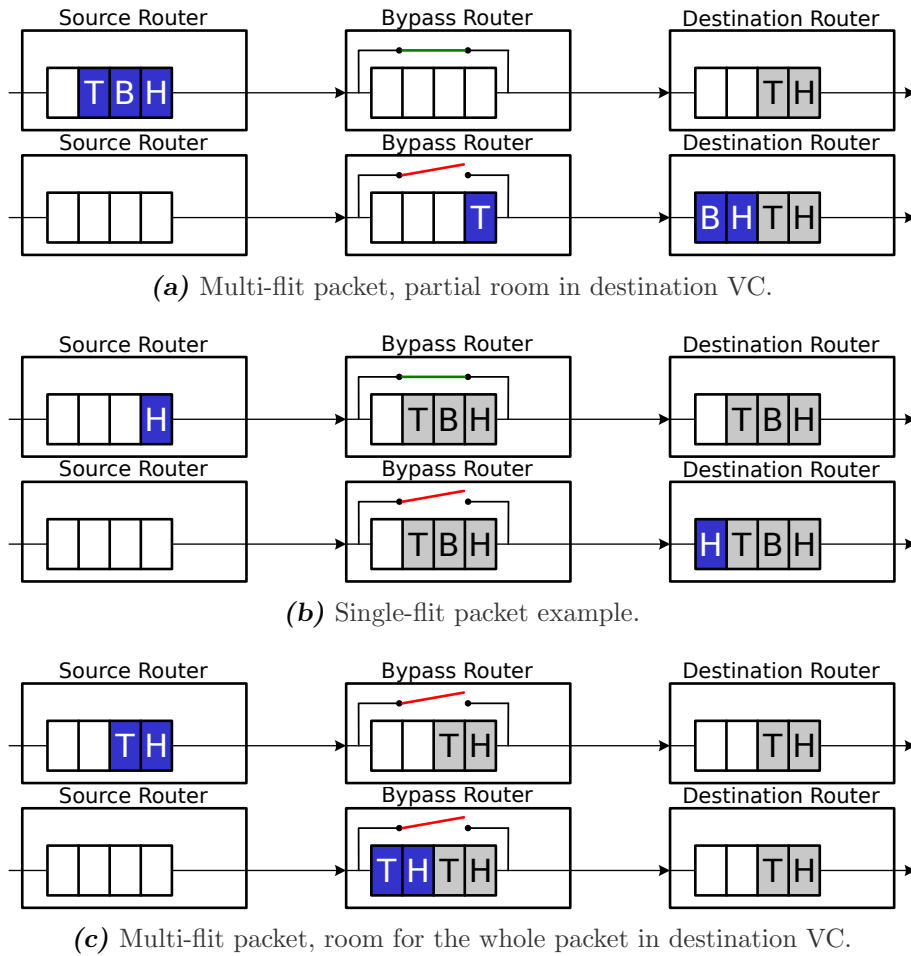 Source Router Bypass Router Destination Router
T B H T H
Source Router Bypass Router Destination Router
T B H T H
(a) Multi-flit packet, partial room in destination VC.
Source Router Bypass Router Destination Router
H T B H T B H
Source Router Bypass Router Destination Router
T B H H T B H
(b) Single-flit packet example.
Source Router Bypass Router Destination Router
T H T H T H
Source Router Bypass Router Destination Router
T H T H T H
(c) Multi-flit packet, room for the whole packet in destination VC.